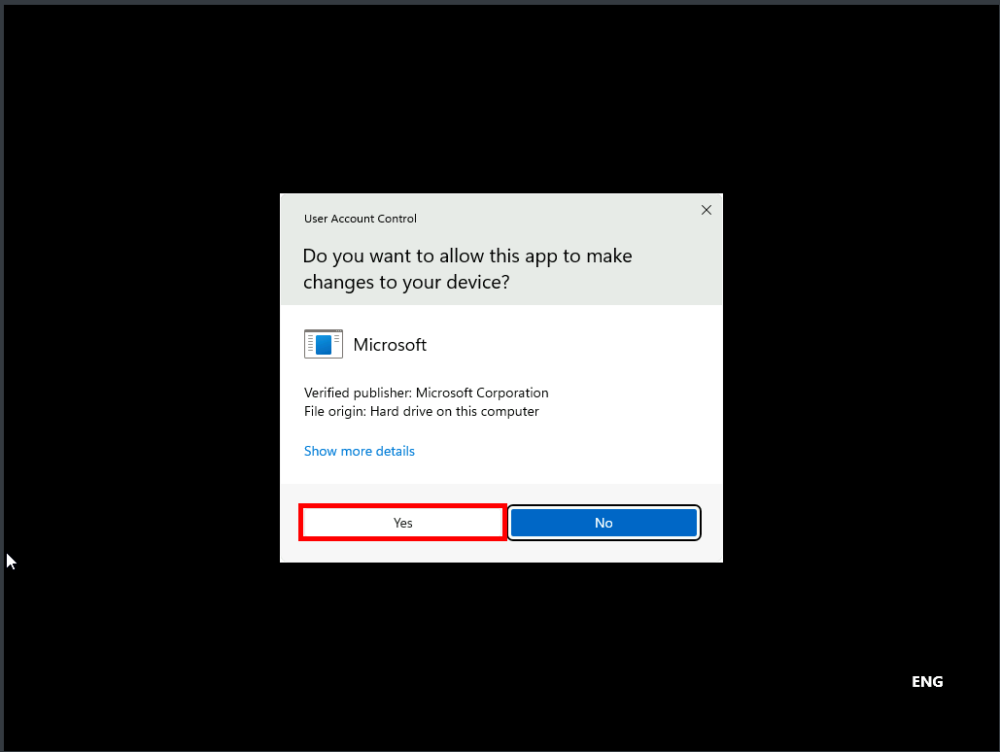 User Account Control
Do you want to allow this app to make
changes to your device?
Microsoft
Verified publisher: Microsoft Corporation
File origin: Hard drive on this computer
Show more details
Yes
No
ENG